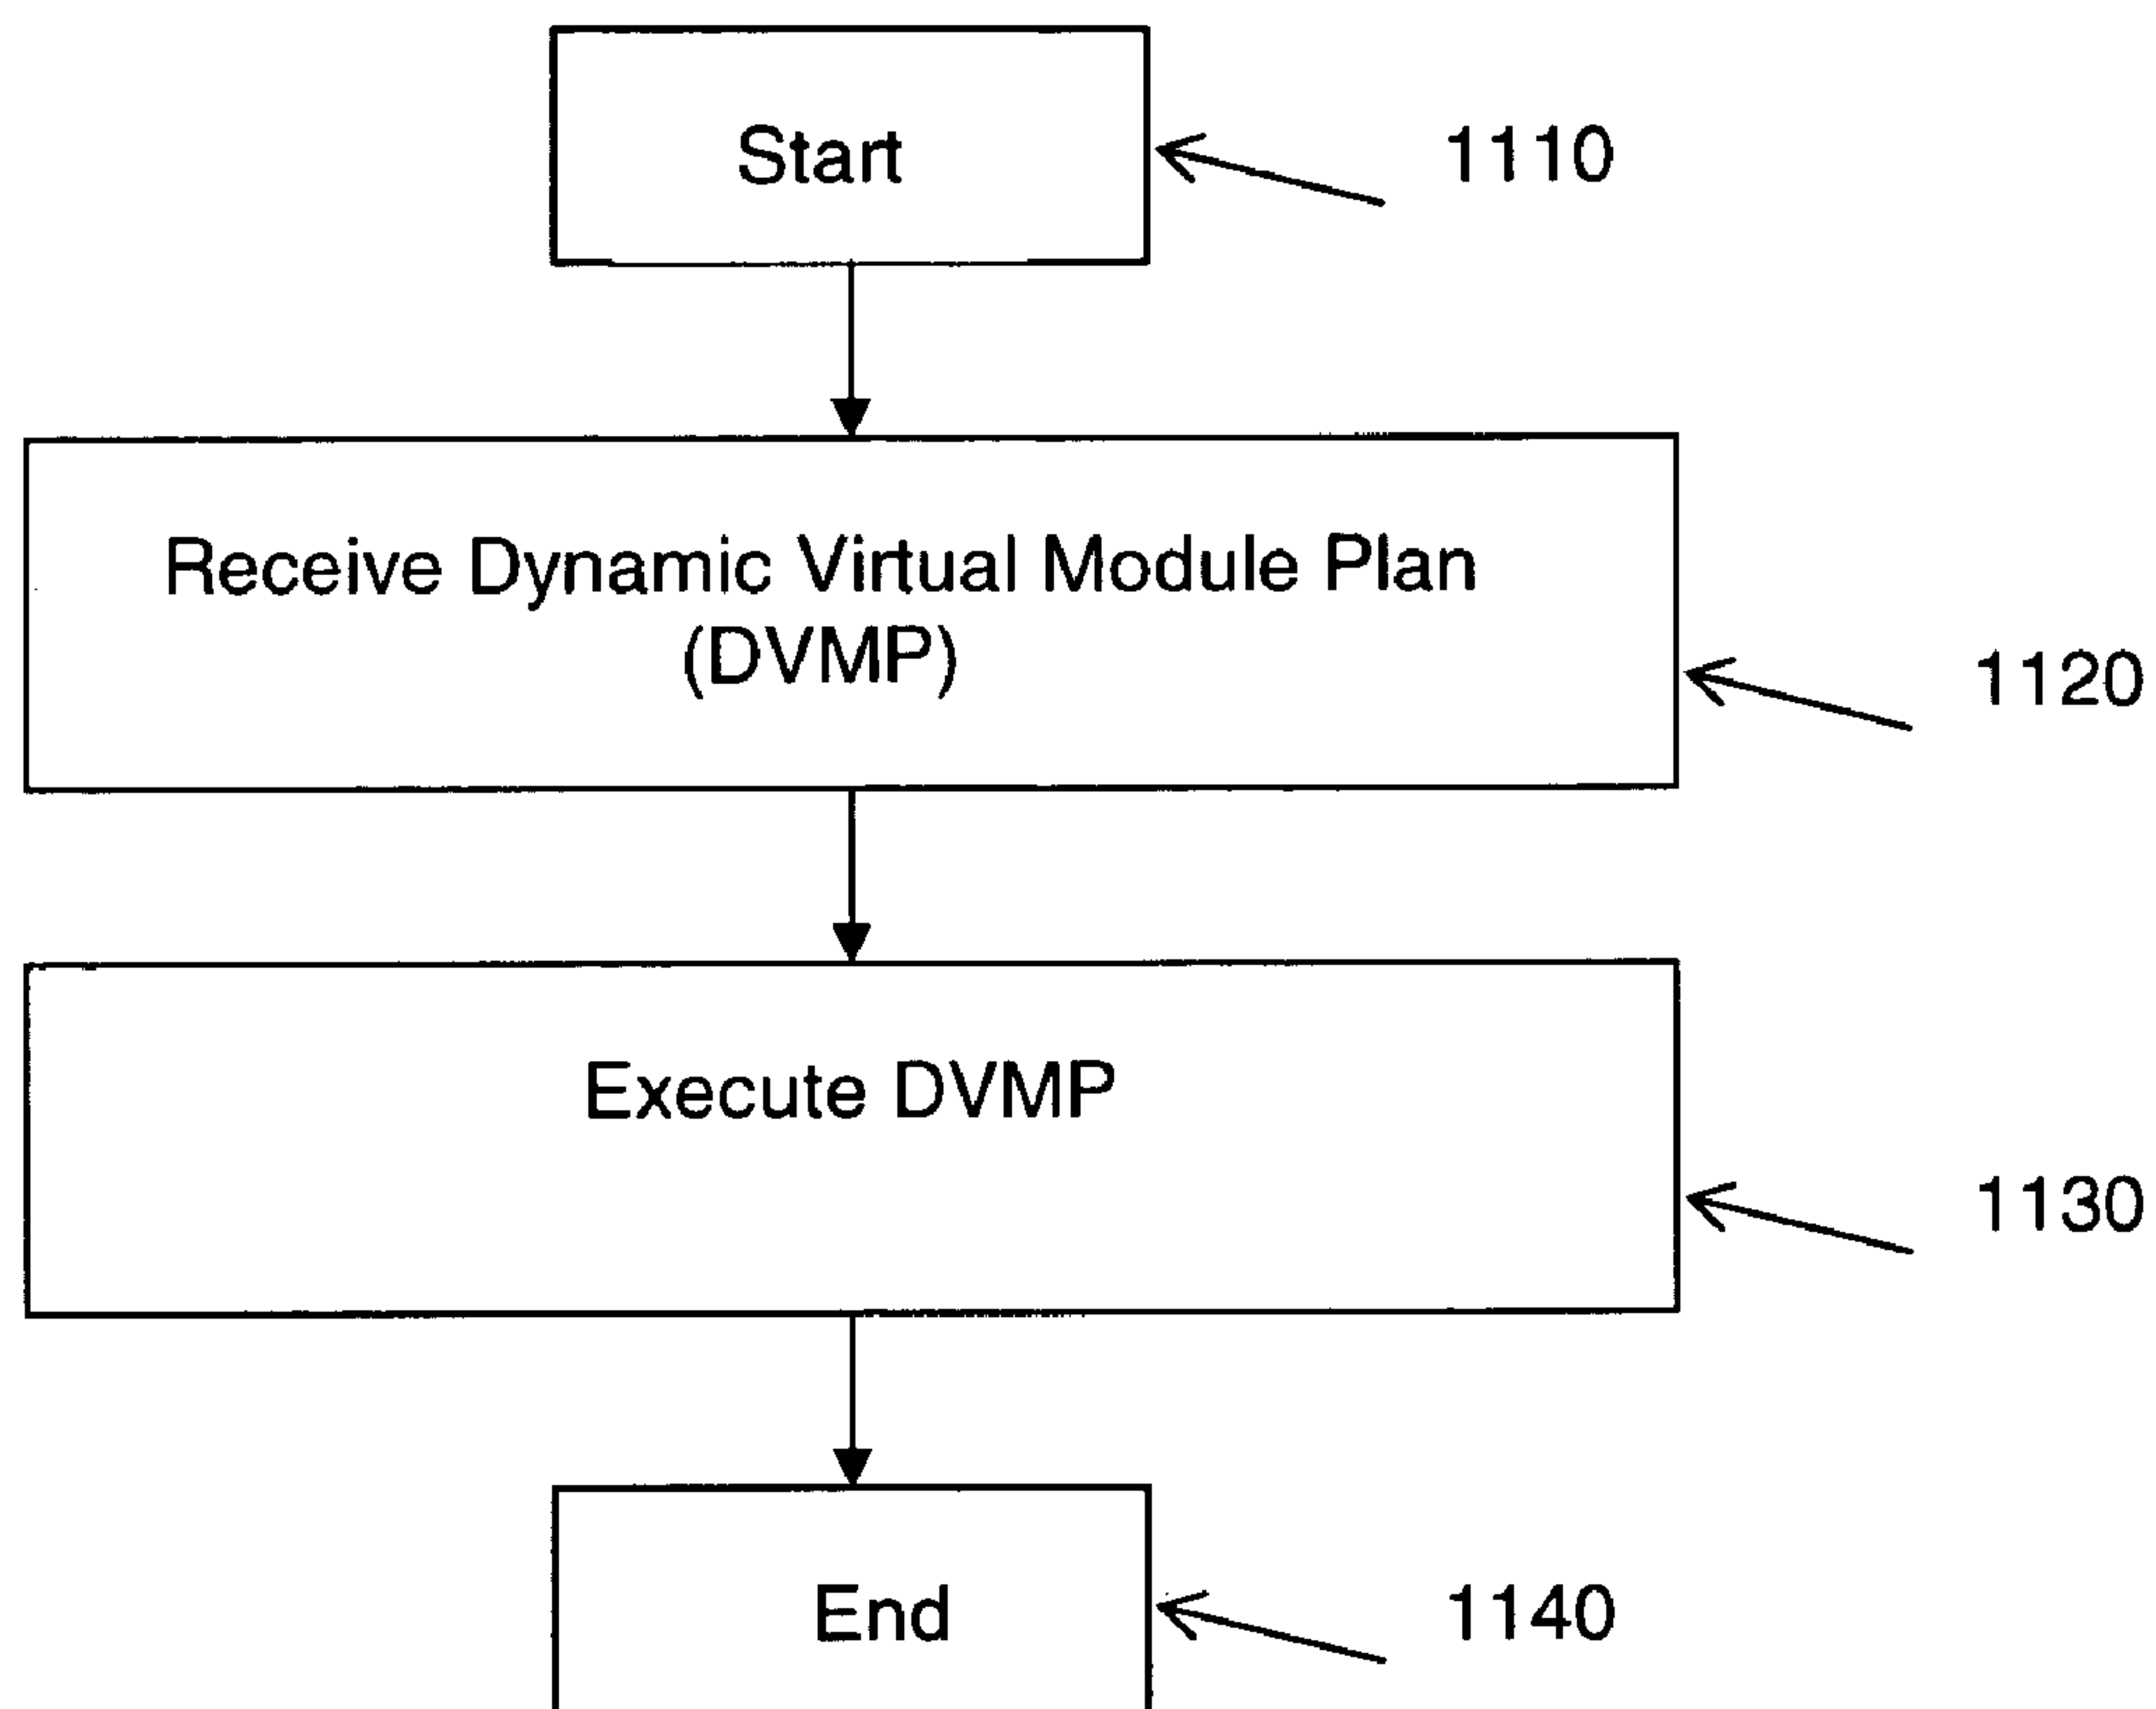 Start
1110
Receive Dynamic Virtual Module Plan
(DVMP)
1120
Execute DVMP
1130
End
1140